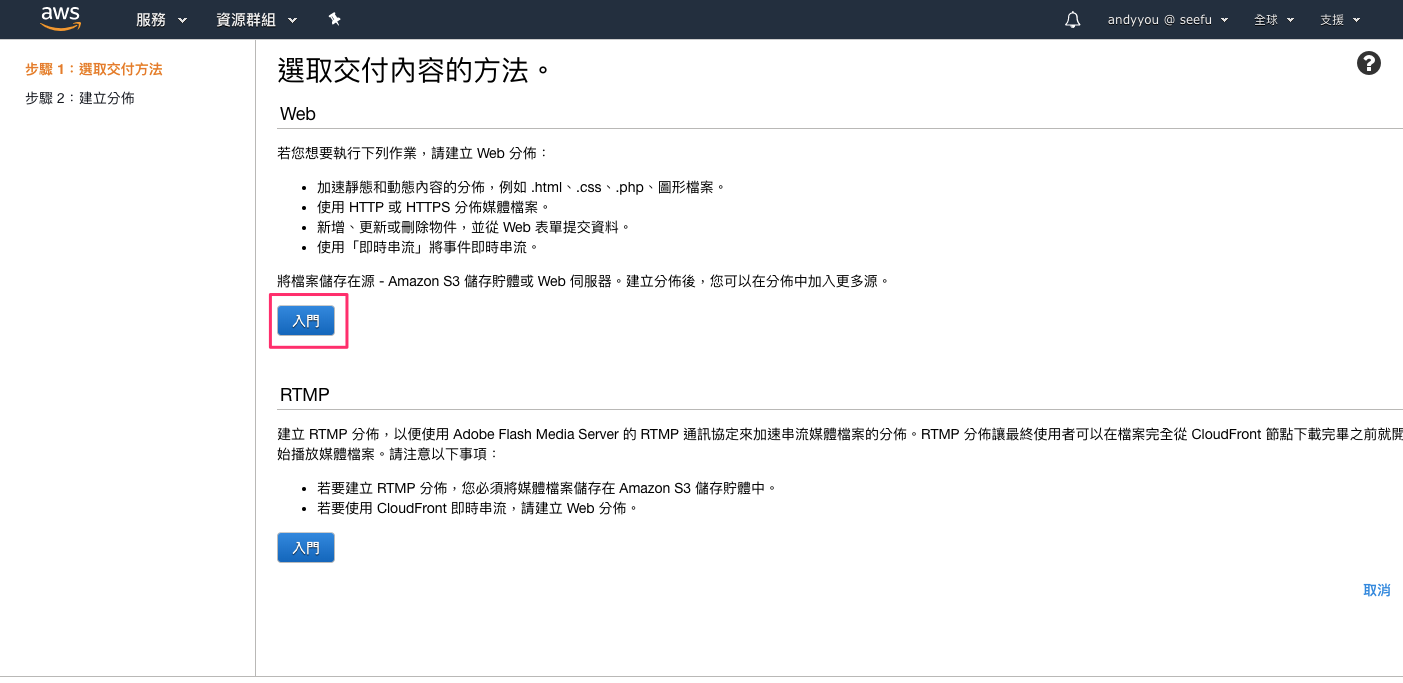 aws
服務
資源群組
andyyou @ seefu
全球
支援
步驟 1：選取交付方法
步驟 2：建立分佈
選取交付內容的方法。
?
Web
若您想要執行下列作業，請建立 Web 分佈：
• 加速靜態和動態內容的分佈，例如 .html、.css、.php、圖形檔案。
• 使用 HTTP 或 HTTPS 分佈媒體檔案。
• 新增、更新或刪除物件，並從 Web 表單提交資料。
• 使用「即時串流」將事件即時串流。
將檔案儲存在源 - Amazon S3 儲存貯體或 Web 伺服器。建立分佈後，您可以在分佈中加入更多源。
入門
RTMP
建立 RTMP 分佈，以便使用 Adobe Flash Media Server 的 RTMP 通訊協定來加速串流媒體檔案的分佈。RTMP 分佈讓最終使用者可以在檔案完全從 CloudFront 節點下載完畢之前就開
始播放媒體檔案。請注意以下事項：
• 若要建立 RTMP 分佈，您必須將媒體檔案儲存在 Amazon S3 儲存貯體中。
• 若要使用 CloudFront 即時串流，請建立 Web 分佈。
入門
取消